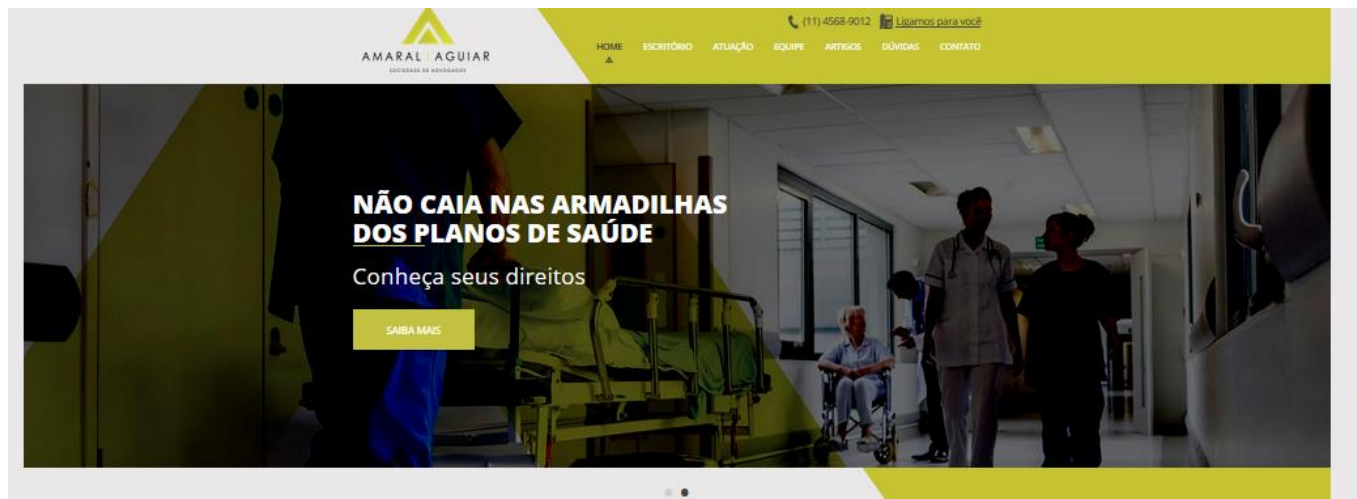 (11) 4568-9012 Ligamos para você
AMARAL AGUIAR
SOCIEDADE DE ADVOGADOS
HOME ESCRITÓRIO ATUAÇÃO EQUIPE ARTIGOS DÚVIDAS CONTATO
NÃO CAIA NAS ARMADILHAS
DOS PLANOS DE SAÚDE
Conheça seus direitos
SAIBA MAIS